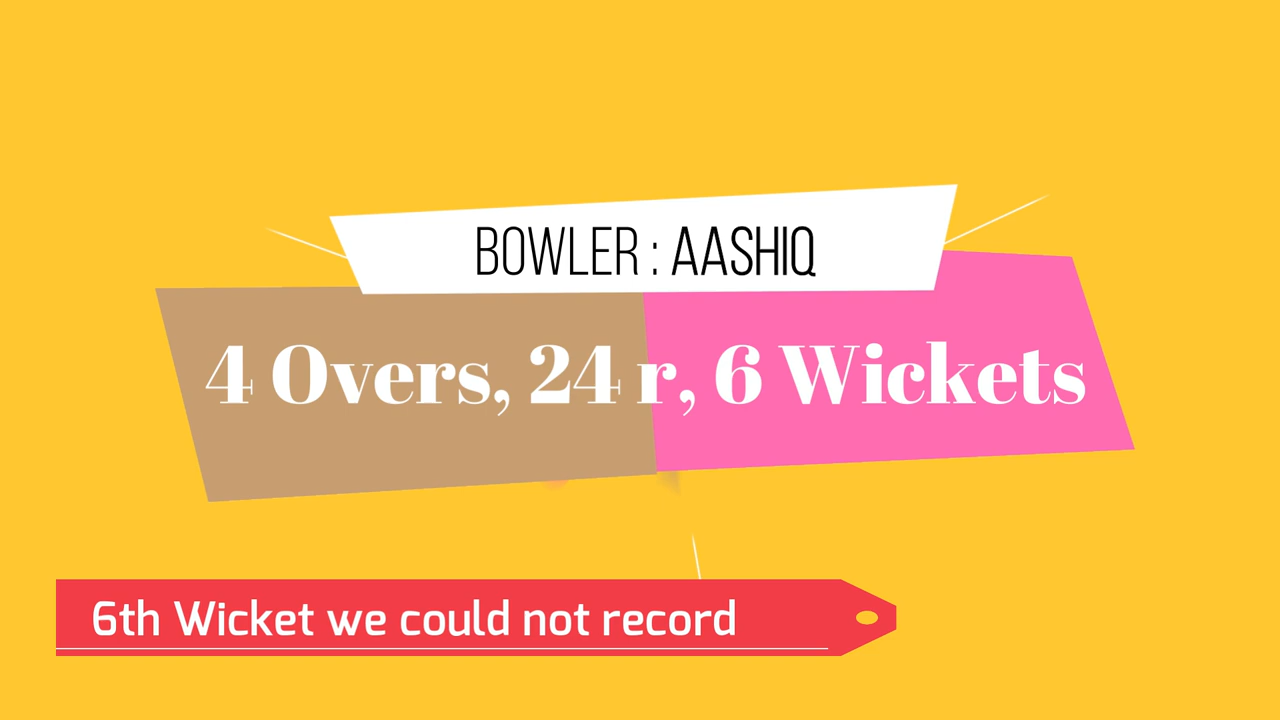 BOWLER : AASHIQ
4 Overs, 24 r, 6 Wickets
6th Wicket we could not record